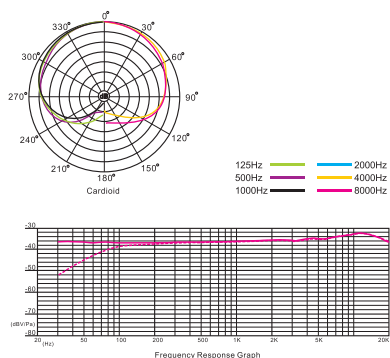 0°
330°
30°
300°
60°
270°
dB
90°
240°
120°
210°
150°
180°
Cardioid
125Hz
2000Hz
500Hz
4000Hz
1000Hz
8000Hz
-30
-40
-50
-60
-70
(dBV/Pa)
-80
20
(Hz)
50
100
200
500
1K
2K
5K
10K
20K
Frequency Response Graph